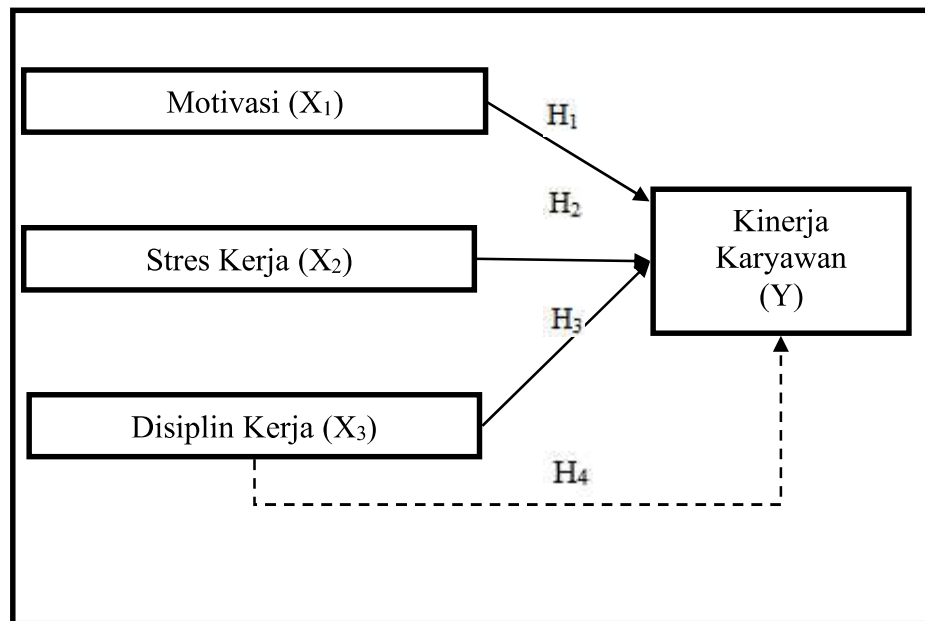 Motivasi (X₁)
H₁
H₂
Kinerja
Karyawan
(Y)
Stres Kerja (X₂)
H₃
Disiplin Kerja (X₃)
H₄